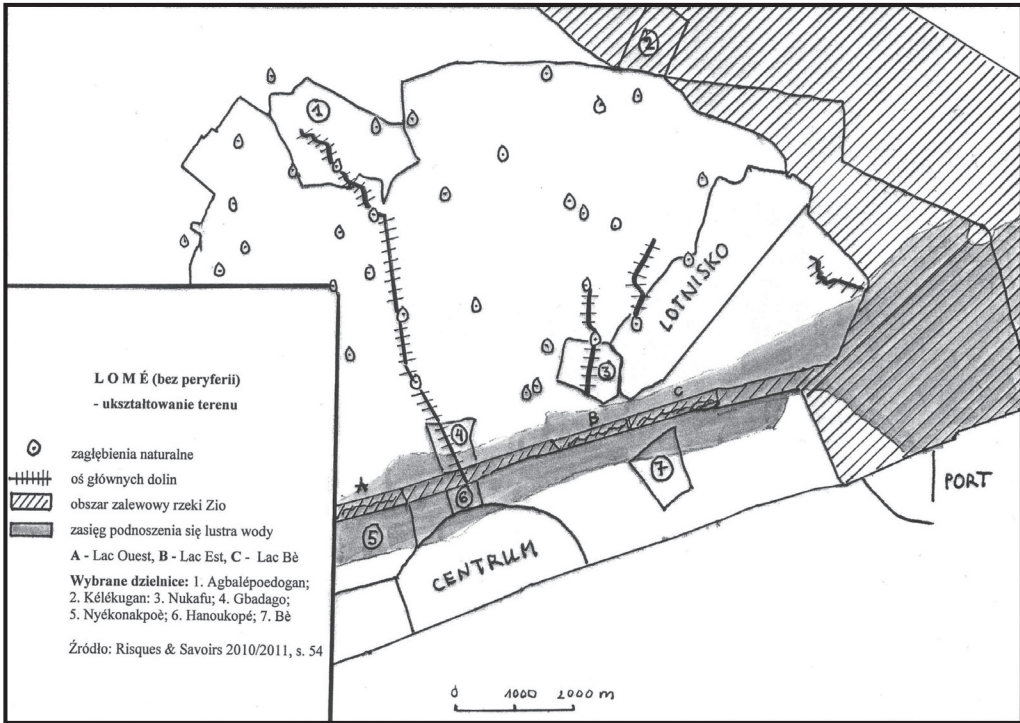 2
1
LOTNISKO
3
C
B
4
A
7
6
5
PORT
CENTRUM
L O M É (bez peryferii)
- ukształtowanie terenu
zagłębienia naturalne
oś głównych dolin
obszar zalewowy rzeki Zio
zasięg podnoszenia się lustra wody
A - Lac Ouest, B - Lac Est, C - Lac Bè
Wybrane dzielnice: 1. Agbalépoedogan;
2. Kélékugan: 3. Nukafu; 4. Gbadago;
5. Nyékonakpoè; 6. Hanoukopé; 7. Bè
Źródło: Risques & Savoirs 2010/2011, s. 54
0 1000 2000 m